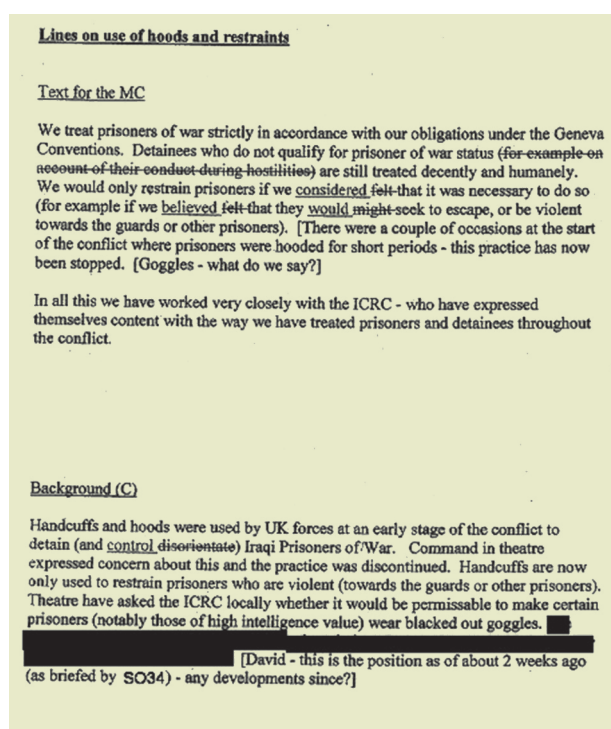 Lines on use of hoods and restraints
Text for the MC
We treat prisoners of war strictly in accordance with our obligations under the Geneva
Conventions. Detainees who do not qualify for prisoner of war status (for example on
account of their conduct during hostilities) are still treated decently and humanely.
We would only restrain prisoners if we considered felt that it was necessary to do so
(for example if we believed felt that they would might seek to escape, or be violent
towards the guards or other prisoners). [There were a couple of occasions at the start
of the conflict where prisoners were hooded for short periods - this practice has now
been stopped. [Goggles - what do we say?]
In all this we have worked very closely with the ICRC - who have expressed
themselves content with the way we have treated prisoners and detainees throughout
the conflict.
Background (C)
Handcuffs and hoods were used by UK forces at an early stage of the conflict to
detain (and control disorientate) Iraqi Prisoners of War. Command in theatre
expressed concern about this and the practice was discontinued. Handcuffs are now
only used to restrain prisoners who are violent (towards the guards or other prisoners).
Theatre have asked the ICRC locally whether it would be permissable to make certain
prisoners (notably those of high intelligence value) wear blacked out goggles.
[David - this is the position as of about 2 weeks ago
(as briefed by SO34) - any developments since?]